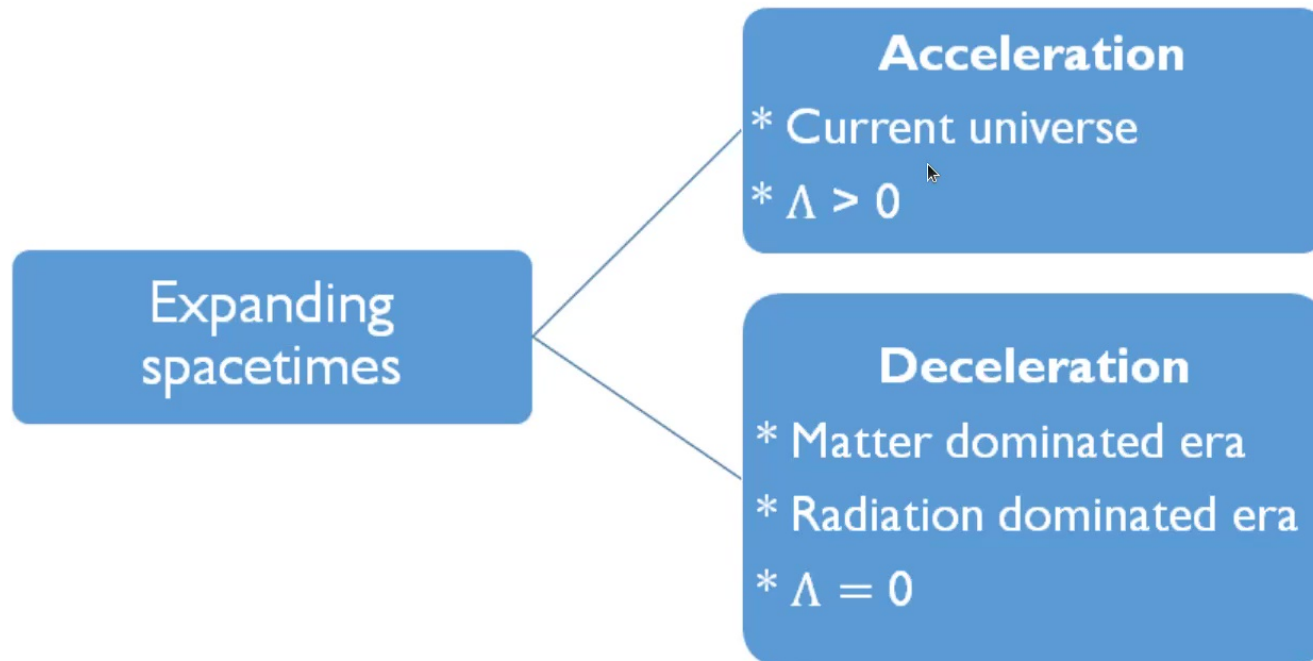 Expanding
spacetimes
Acceleration
* Current universe
* Λ > 0
Deceleration
* Matter dominated era
* Radiation dominated era
* Λ = 0